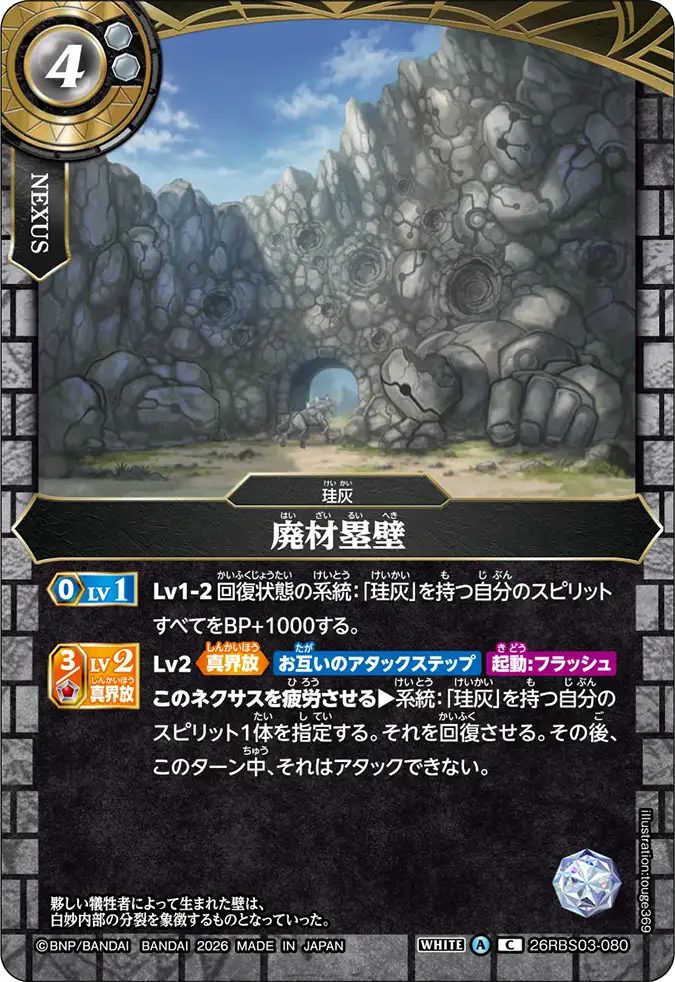 4
NEXUS
珪灰
廃材塁壁
0 LV 1
Lv1-2 回復状態の系統:「珪灰」を持つ自分のスピリット
すべてをBP+1000する。
3 LV 2 真界放
Lv2 真界放 お互いのアタックステップ 起動:フラッシュ
このネクサスを疲労させる▶系統:「珪灰」を持つ自分の
スピリット1体を指定する。それを回復させる。その後、
このターン中、それはアタックできない。
illustration:touge369
夥しい犠牲者によって生まれた壁は、
白妙内部の分裂を象徴するものとなっていった。
©BNP/BANDAI BANDAI 2026 MADE IN JAPAN WHITE A C 26RBS03-080